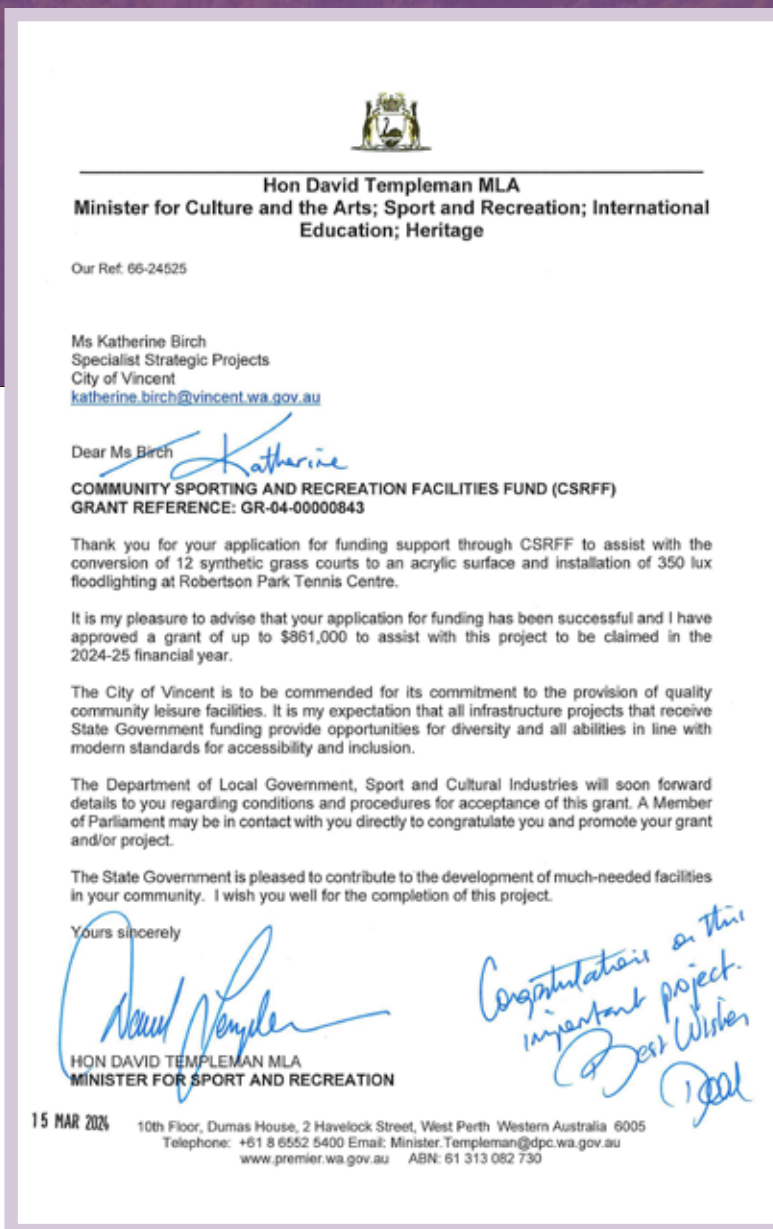 Hon David Templeman MLA
Minister for Culture and the Arts; Sport and Recreation; International
Education; Heritage
Our Ref: 66-24525
Ms Katherine Birch
Specialist Strategic Projects
City of Vincent
katherine.birch@vincent.wa.gov.au
Dear Ms Birch Katherine
COMMUNITY SPORTING AND RECREATION FACILITIES FUND (CSRFF)
GRANT REFERENCE: GR-04-00000843
Thank you for your application for funding support through CSRFF to assist with the
conversion of 12 synthetic grass courts to an acrylic surface and installation of 350 lux
floodlighting at Robertson Park Tennis Centre.
It is my pleasure to advise that your application for funding has been successful and I have
approved a grant of up to $861,000 to assist with this project to be claimed in the
2024-25 financial year.
The City of Vincent is to be commended for its commitment to the provision of quality
community leisure facilities. It is my expectation that all infrastructure projects that receive
State Government funding provide opportunities for diversity and all abilities in line with
modern standards for accessibility and inclusion.
The Department of Local Government, Sport and Cultural Industries will soon forward
details to you regarding conditions and procedures for acceptance of this grant. A Member
of Parliament may be in contact with you directly to congratulate you and promote your grant
and/or project.
The State Government is pleased to contribute to the development of much-needed facilities
in your community. I wish you well for the completion of this project.
Yours sincerely
David Templeman
Congratulations on this
important project.
Best Wishes
HON DAVID TEMPLEMAN MLA
MINISTER FOR SPORT AND RECREATION
15 MAR 2024
10th Floor, Dumas House, 2 Havelock Street, West Perth Western Australia 6005
Telephone: +61 8 6552 5400 Email: Minister.Templeman@dpc.wa.gov.au
www.premier.wa.gov.au ABN: 61 313 082 730